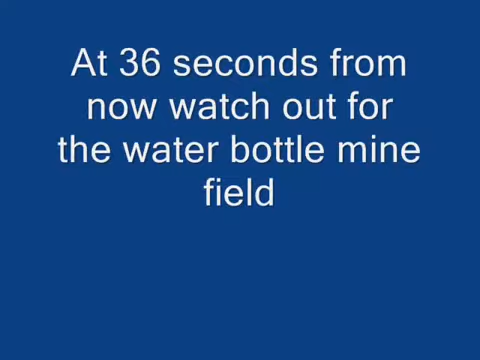 At 36 seconds from
now watch out for
the water bottle mine
field